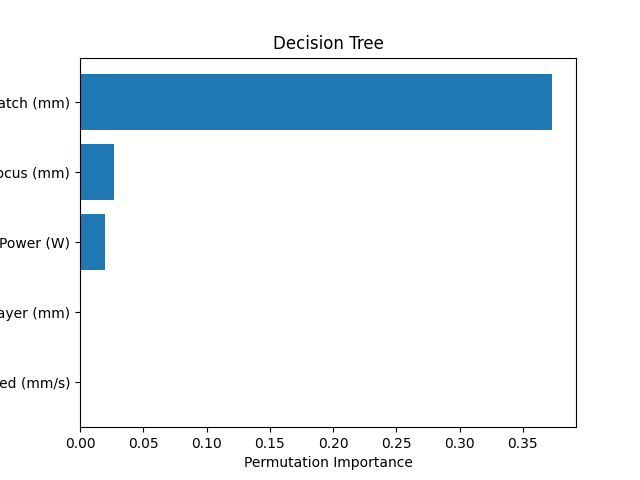 Decision Tree
atch (mm)
ocus (mm)
Power (W)
ayer (mm)
ed (mm/s)
0.00 0.05 0.10 0.15 0.20 0.25 0.30 0.35
Permutation Importance